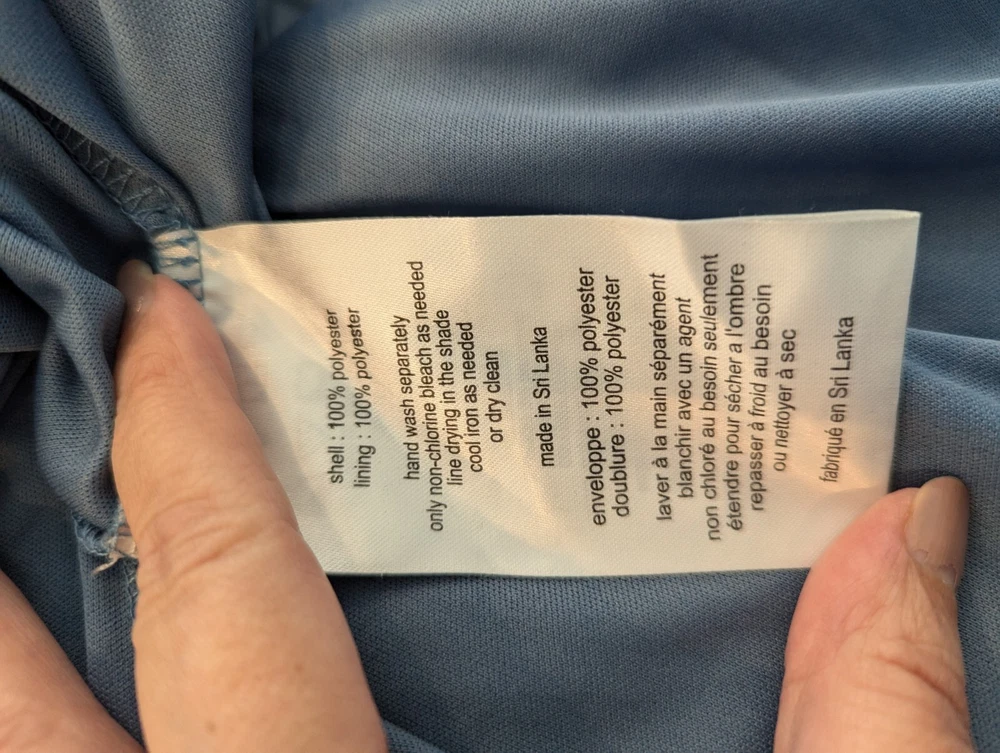 shell : 100% polyester
lining : 100% polyester
hand wash separately
only non-chlorine bleach as needed
line drying in the shade
cool iron as needed
or dry clean
made in Sri Lanka
enveloppe : 100% polyester
doublure : 100% polyester
laver à la main séparément
blanchir avec un agent
non chloré au besoin seulement
étendre pour sécher a l'ombre
repasser à froid au besoin
ou nettoyer à sec
fabriqué en Sri Lanka